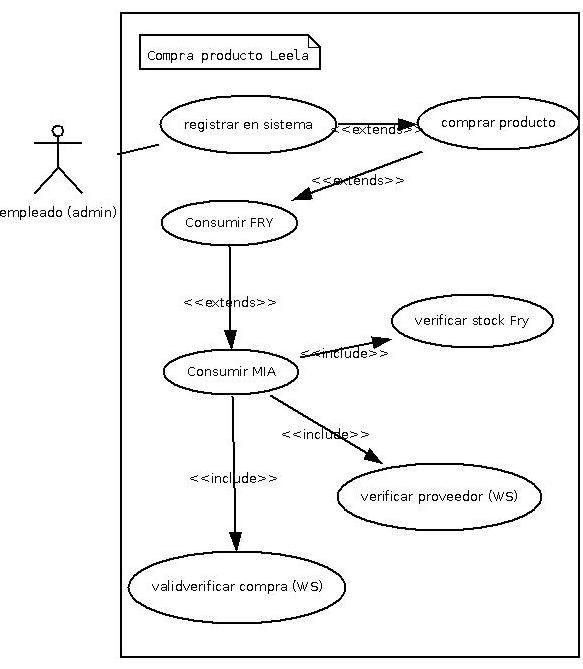 Compra producto Leela
registrar en sistema
<<extends>>
comprar producto
<<extends>>
empleado (admin)
Consumir FRY
<<extends>>
verificar stock Fry
<<include>>
Consumir MIA
<<include>>
<<include>>
verificar proveedor (WS)
validverificar compra (WS)